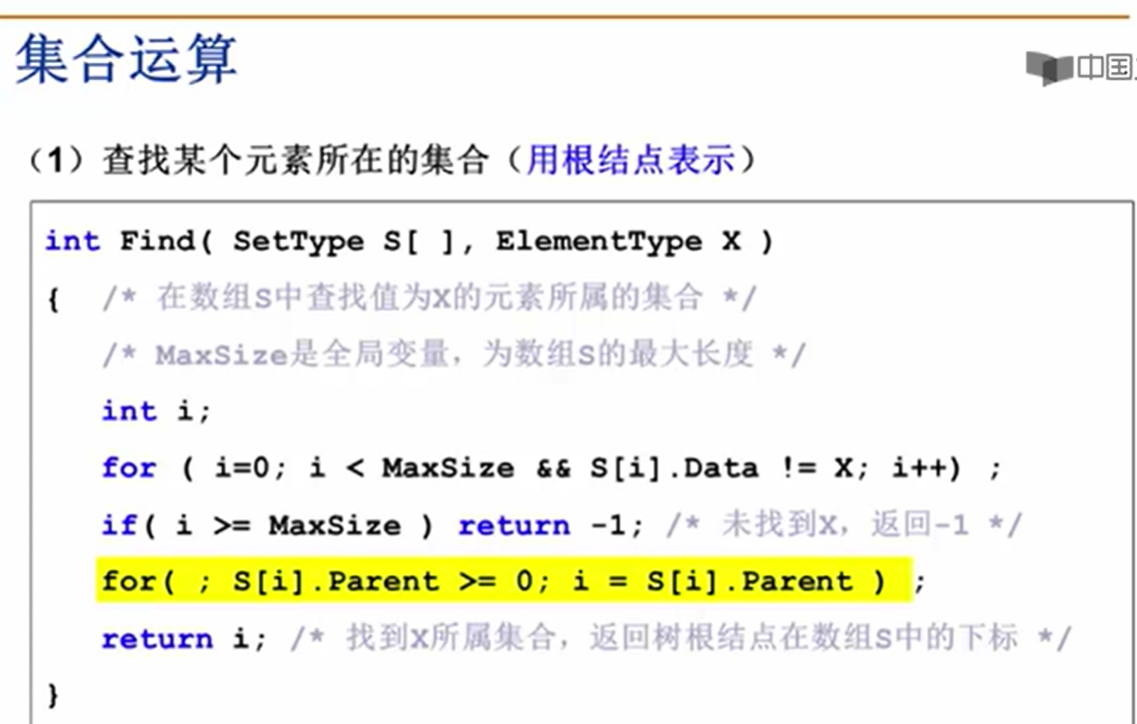 集合运算
中国
（1）查找某个元素所在的集合（用根结点表示）
int Find( SetType S[ ], ElementType X )
{ /* 在数组S中查找值为X的元素所属的集合 */
/* MaxSize是全局变量，为数组S的最大长度 */
int i;
for ( i=0; i < MaxSize && S[i].Data != X; i++) ;
if( i >= MaxSize ) return -1; /* 未找到X，返回-1 */
for( ; S[i].Parent >= 0; i = S[i].Parent ) ;
return i; /* 找到X所属集合，返回树根结点在数组S中的下标 */
}